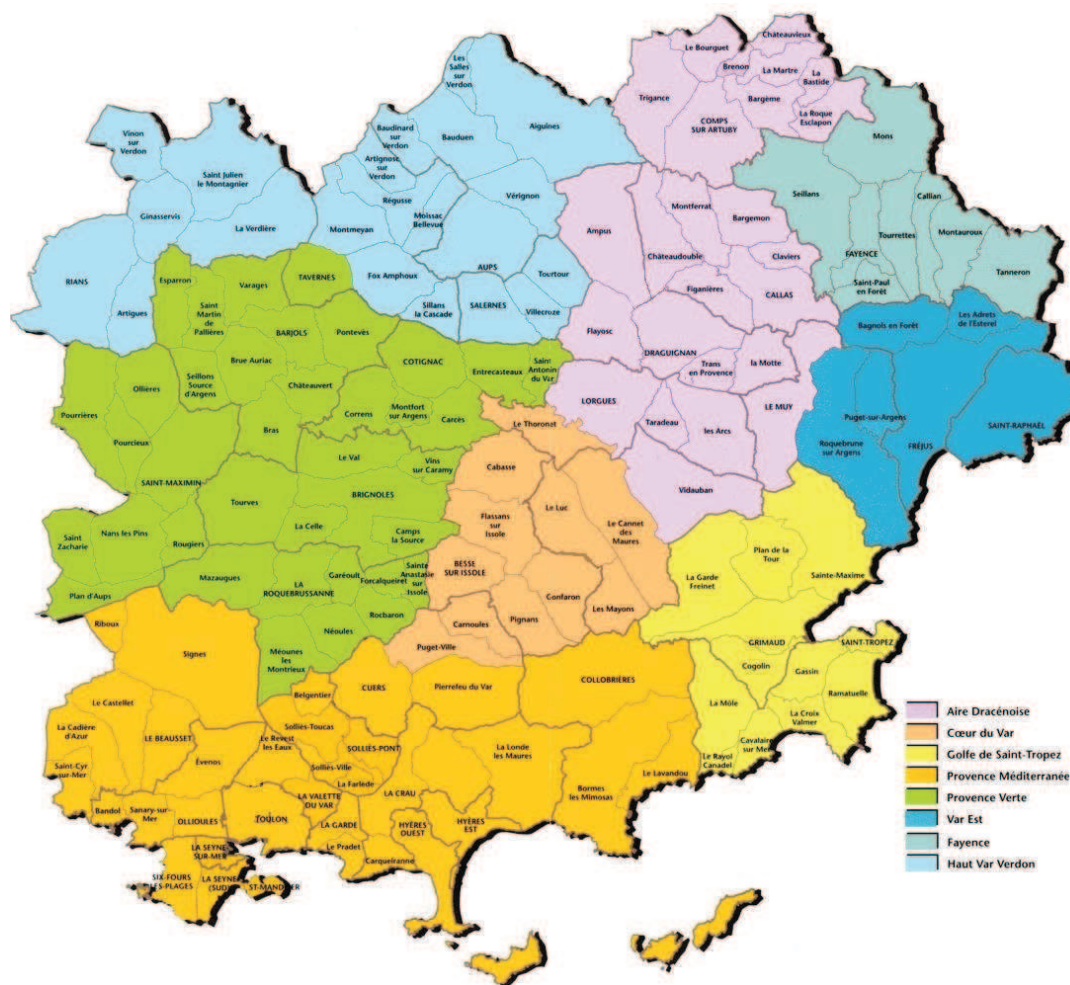 Châteauvieux
Le Bourguet
Les
Salles
sur
Verdon
Brenon
La Martre
La
Bastide
Trigance
Bargème
COMPS
SUR ARTUBY
La Roque
Esclapon
Vinon
sur
Verdon
Baudinard
sur
Verdon
Bauduen
Aiguines
Mons
Artignosc
sur
Verdon
Saint Julien
le Montagnier
Seillans
Callian
Vérignon
Régusse
Moissac
Bellevue
Montferrat
Bargemon
Ginasservis
La Verdière
Montmeyan
Ampus
Tourrettes
Montauroux
Châteaudouble
Claviers
FAYENCE
Tanneron
AUPS
Tourtour
RIANS
Esparron
TAVERNES
Fox Amphoux
Varages
Saint-Paul
en Forêt
Figanières
CALLAS
Artigues
Saint
Martin
de
Pallières
Sillans
la Cascade
SALERNES
Villecroze
Les Adrets
de l'Esterel
Bagnols en Forêt
BARJOLS
Pontevès
Flayosc
DRAGUIGNAN
Brue Auriac
COTIGNAC
Entrecasteaux
Saint
Antonin
du Var
Trans
en Provence
la Motte
Ollières
Seillons
Source
d'Argens
Châteauvert
Pourrières
Correns
Montfort
sur
Argens
Carcès
LORGUES
LE MUY
Puget-sur-Argens
SAINT-RAPHAËL
Pourcieux
Bras
Le Thoronet
Taradeau
les Arcs
Roquebrune
sur
Argens
FRÉJUS
Le Val
Vins
sur Caramy
Cabasse
SAINT-MAXIMIN
BRIGNOLES
Vidauban
Tourves
Flassans
sur
Issole
Le Luc
Le Cannet
des
Maures
La Celle
Camps
la Source
Saint
Zacharie
Nans les Pins
Rougiers
Plan de la
Tour
BESSE
SUR ISSOLE
La Garde
Freinet
Sainte-Maxime
Mazaugues
LA
ROQUEBRUSSANNE
Garéoult
Forcalqueiret
Sainte
Anastasie
sur
Issole
Plan d'Aups
Gonfaron
Les Mayons
Rocbaron
Pignans
Riboux
Carnoules
Néoules
Signes
Puget-Ville
GRIMAUD
SAINT-TROPEZ
Méounes
les
Montrieux
Cogolin
Gassin
COLLOBRIÈRES
CUERS
Pierrefeu du Var
Belgentier
Ramatuelle
La Môle
Le Castellet
La Croix
Valmer
Solliès-Toucas
La Cadière
d'Azur
LE BEAUSSET
Le Revest
les Eaux
SOLLIÈS-PONT
La Londe
les Maures
Cavalaire
sur Mer
Le Rayol
Canadel
Évenos
Solliès-Ville
Saint-Cyr
sur-Mer
Le Lavandou
La Farlède
LA CRAU
Bormes
les Mimosas
LA VALETTE
DU VAR
Bandol
Sanary-sur
Mer
OLLIOULES
TOULON
LA GARDE
HYÈRES
OUEST
HYÈRES
EST
Le Pradet
Carqueiranne
LA SEYNE
SUR-MER
SIX-FOURS
LES-PLAGES
LA SEYNE
(SUD)
ST-MANDRIER
Aire Dracénoise
Cœur du Var
Golfe de Saint-Tropez
Provence Méditerranée
Provence Verte
Var Est
Fayence
Haut Var Verdon